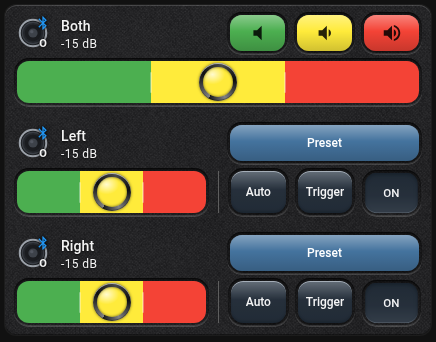 Both
-15 dB
Left
-15 dB
Preset
Auto
Trigger
ON
Right
-15 dB
Preset
Auto
Trigger
ON